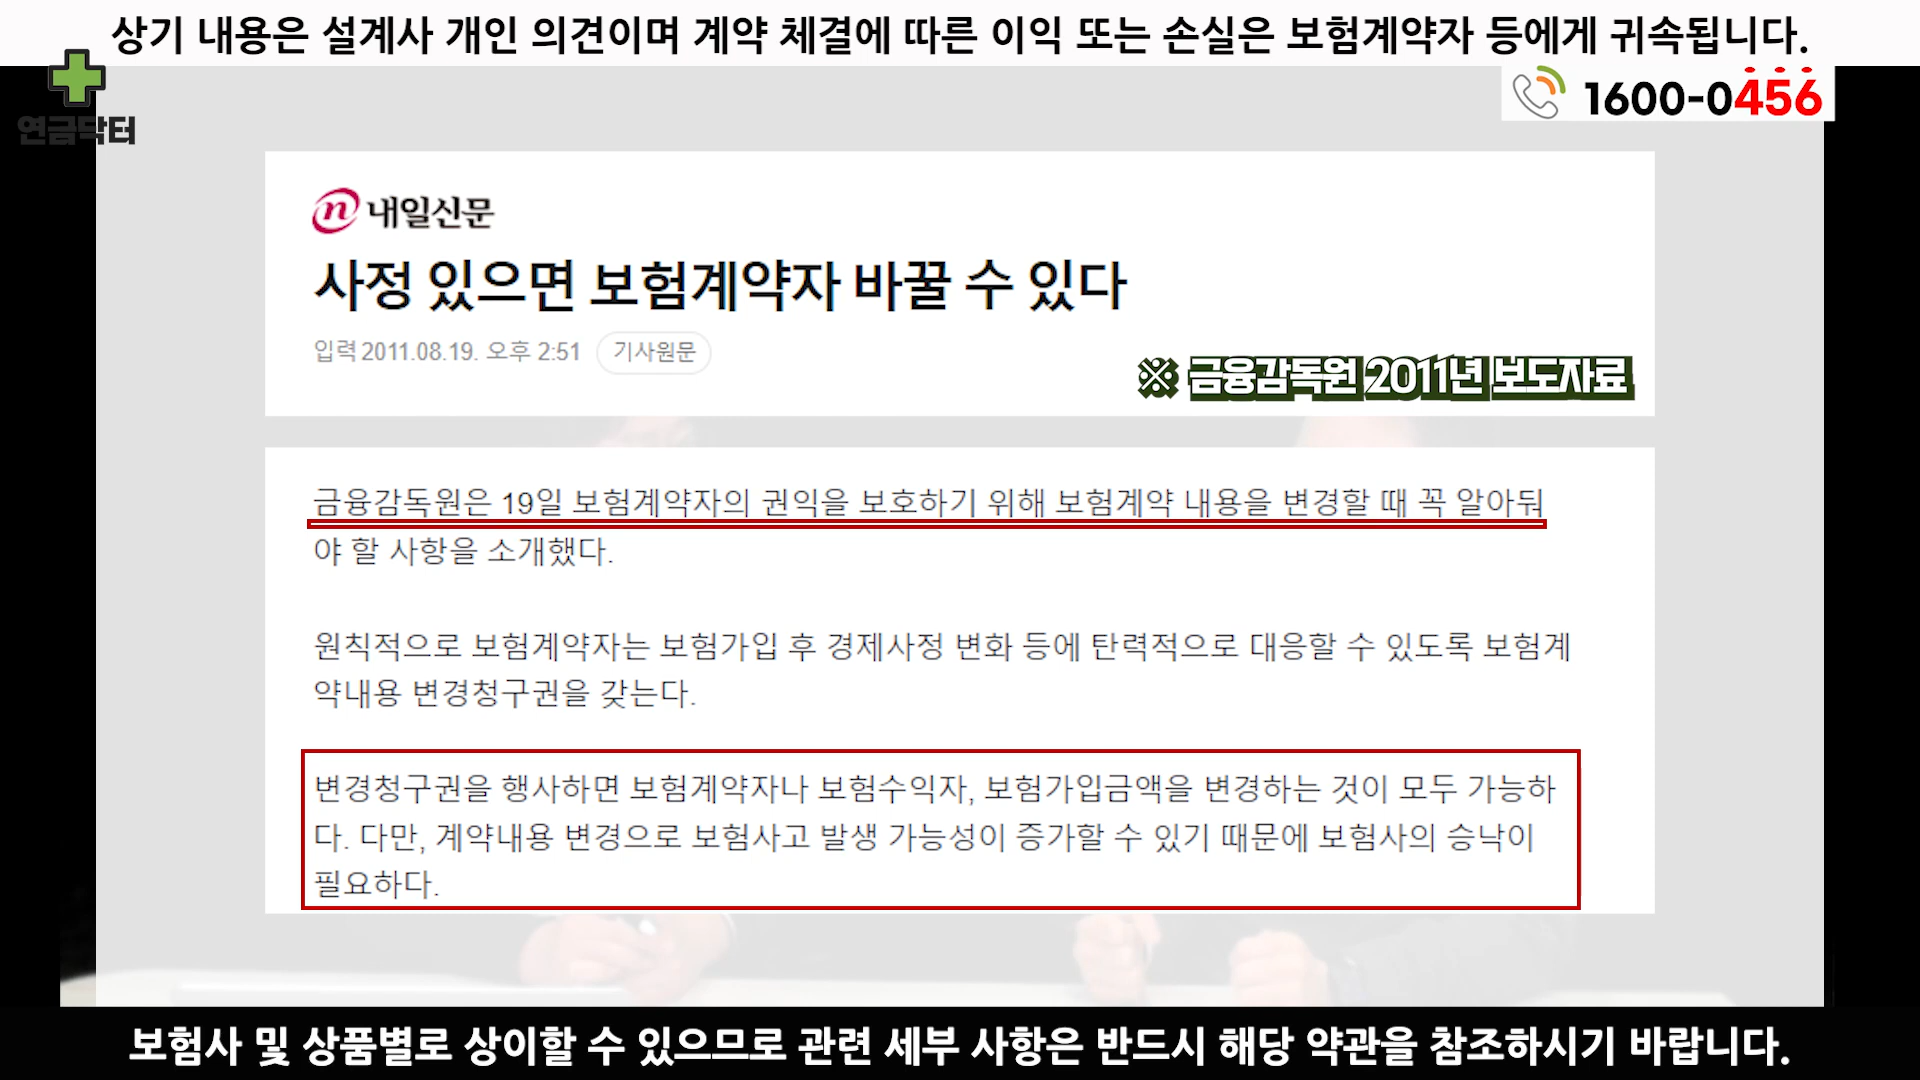 상기 내용은 설계사 개인 의견이며 계약 체결에 따른 이익 또는 손실은 보험계약자 등에게 귀속됩니다.
연금닥터
1600-0456
내일신문
사정 있으면 보험계약자 바꿀 수 있다
입력 2011.08.19. 오후 2:51 기사원문
※ 금융감독원 2011년 보도자료
금융감독원은 19일 보험계약자의 권익을 보호하기 위해 보험계약 내용을 변경할 때 꼭 알아둬
야 할 사항을 소개했다.
원칙적으로 보험계약자는 보험가입 후 경제사정 변화 등에 탄력적으로 대응할 수 있도록 보험계
약내용 변경청구권을 갖는다.
변경청구권을 행사하면 보험계약자나 보험수익자, 보험가입금액을 변경하는 것이 모두 가능하
다. 다만, 계약내용 변경으로 보험사고 발생 가능성이 증가할 수 있기 때문에 보험사의 승낙이
필요하다.
보험사 및 상품별로 상이할 수 있으므로 관련 세부 사항은 반드시 해당 약관을 참조하시기 바랍니다.